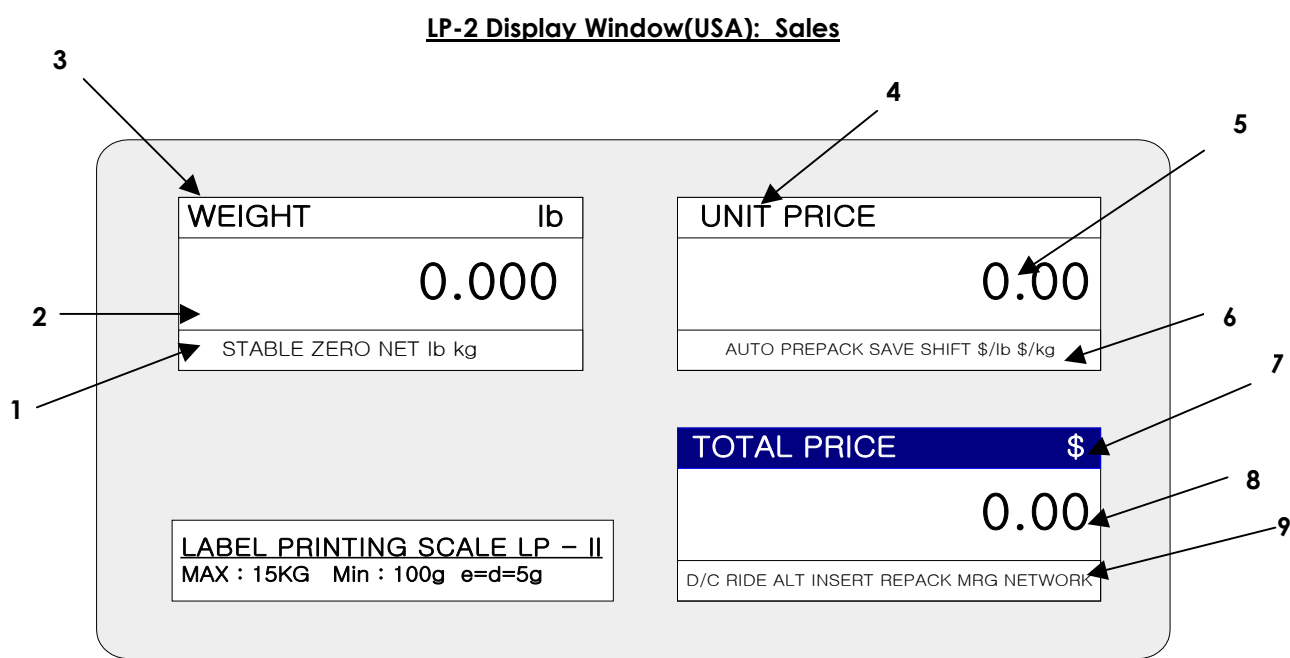 LP-2 Display Window(USA):  Sales
3
4
5
WEIGHT lb
UNIT PRICE
0.000
0.00
2
6
STABLE ZERO NET lb kg
AUTO PREPACK SAVE SHIFT $/lb $/kg
7
1
TOTAL PRICE $
8
0.00
9
LABEL PRINTING SCALE LP – II
MAX : 15KG   Min : 100g  e=d=5g
D/C RIDE ALT INSERT REPACK MRG NETWORK